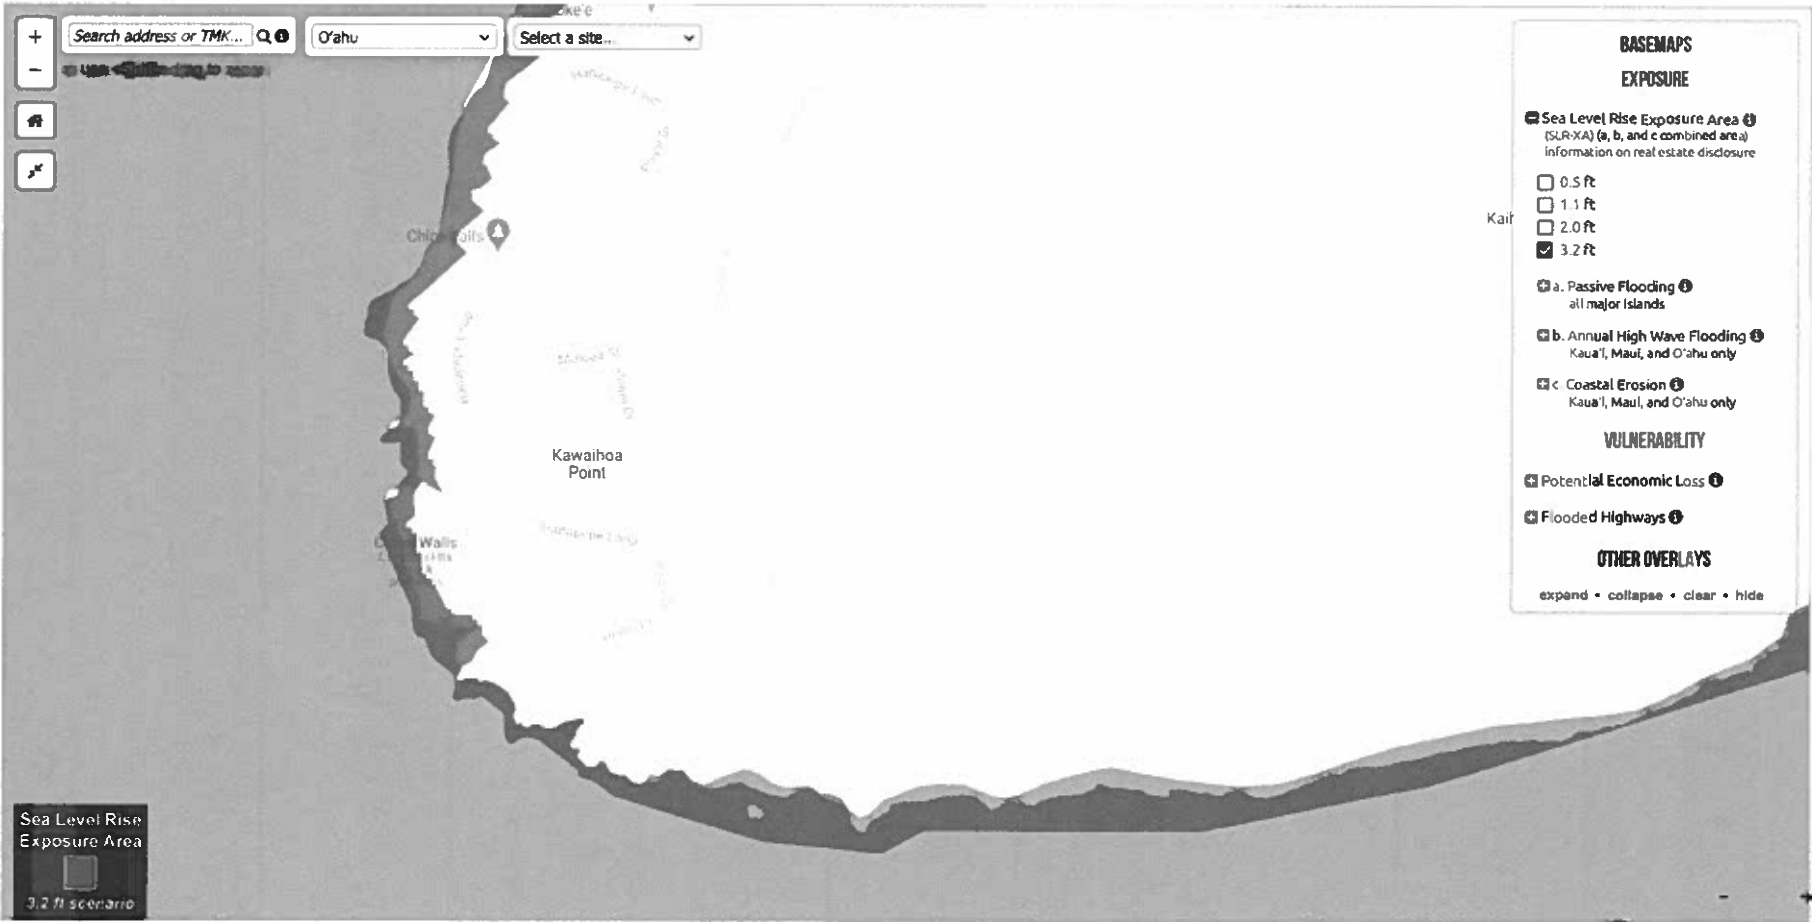 +
Search address or TMK...
O'ahu
Select a site...
−
BASEMAPS
EXPOSURE
Sea Level Rise Exposure Area
(SLR-XA) (a, b, and c combined area)
information on real estate disclosure
0.5 ft
1.1 ft
2.0 ft
3.2 ft
a. Passive Flooding
all major islands
b. Annual High Wave Flooding
Kaua'i, Maui, and O'ahu only
c Coastal Erosion
Kaua'i, Maui, and O'ahu only
VULNERABILITY
Potential Economic Loss
Flooded Highways
OTHER OVERLAYS
expand • collapse • clear • hide
Kaih
Kawaihoa
Point
Walls
Sea Level Rise
Exposure Area
3.2 ft scenario
− +